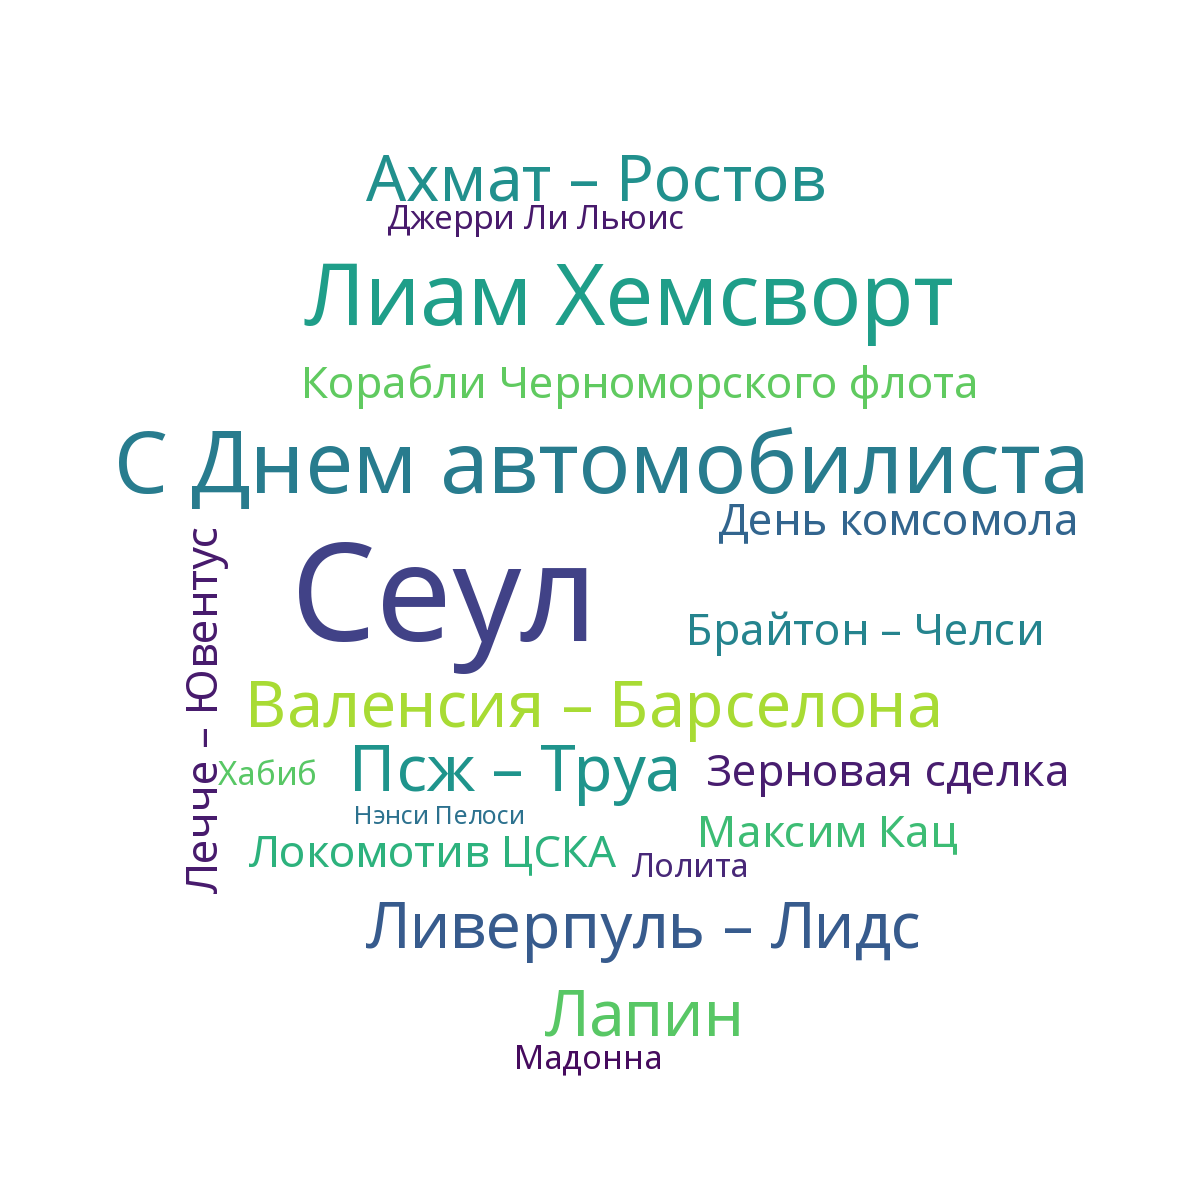 Ахмат – Ростов
Джерри Ли Льюис
Лиам Хемсворт
Корабли Черноморского флота
С Днем автомобилиста
День комсомола
Сеул
Лечче – Ювентус
Брайтон – Челси
Валенсия – Барселона
Псж – Труа
Хабиб
Зерновая сделка
Нэнси Пелоси
Максим Кац
Локомотив ЦСКА
Лолита
Ливерпуль – Лидс
Лапин
Мадонна